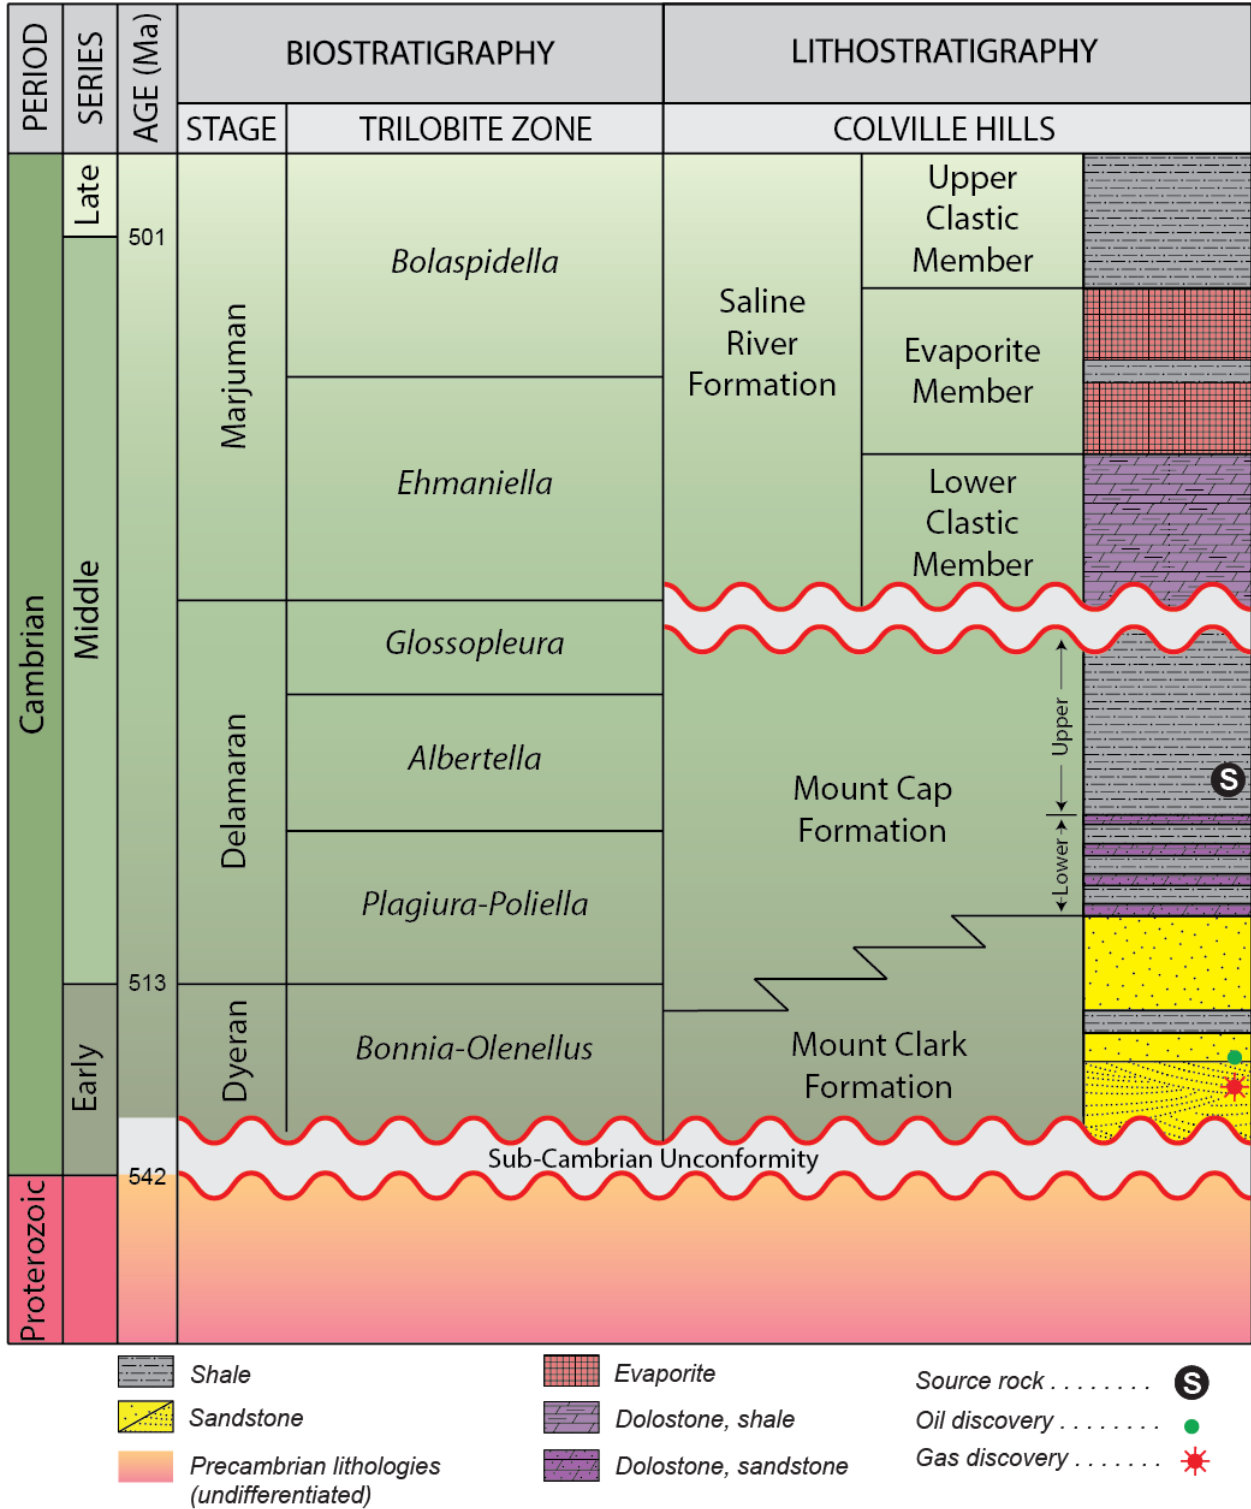 PERIOD
SERIES
AGE (Ma)
BIOSTRATIGRAPHY
LITHOSTRATIGRAPHY
STAGE
TRILOBITE ZONE
COLVILLE HILLS
Cambrian
Proterozoic
Late
Middle
Early
501
513
542
Marjuman
Delamaran
Dyeran
Bolaspidella
Ehmaniella
Glossopleura
Albertella
Plagiura-Poliella
Bonnia-Olenellus
Saline
River
Formation
Upper
Clastic
Member
Evaporite
Member
Lower
Clastic
Member
Mount Cap
Formation
Upper
Lower
S
Mount Clark
Formation
Sub-Cambrian Unconformity
Shale
Sandstone
Precambrian lithologies
(undifferentiated)
Evaporite
Dolostone, shale
Dolostone, sandstone
Source rock . . . . . . . . S
Oil discovery . . . . . . . .
Gas discovery . . . . . . .